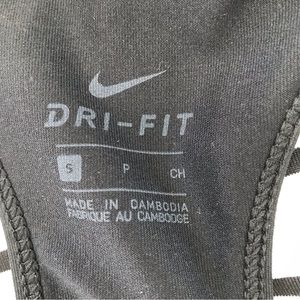 DRI-FIT
S P CH
MADE IN CAMBODIA
FABRIQUE AU CAMBODGE